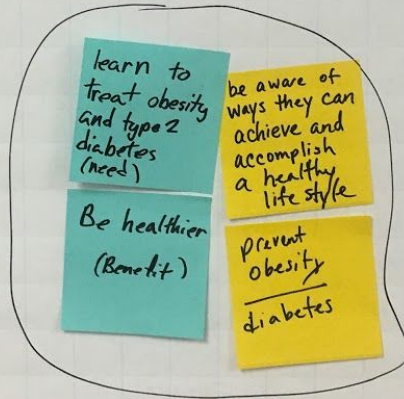 learn to
treat obesity
and type 2
diabetes
(need)
be aware of
ways they can
achieve and
accomplish
a healthy
life style
Be healthier
(Benefit)
prevent
obesity
diabetes